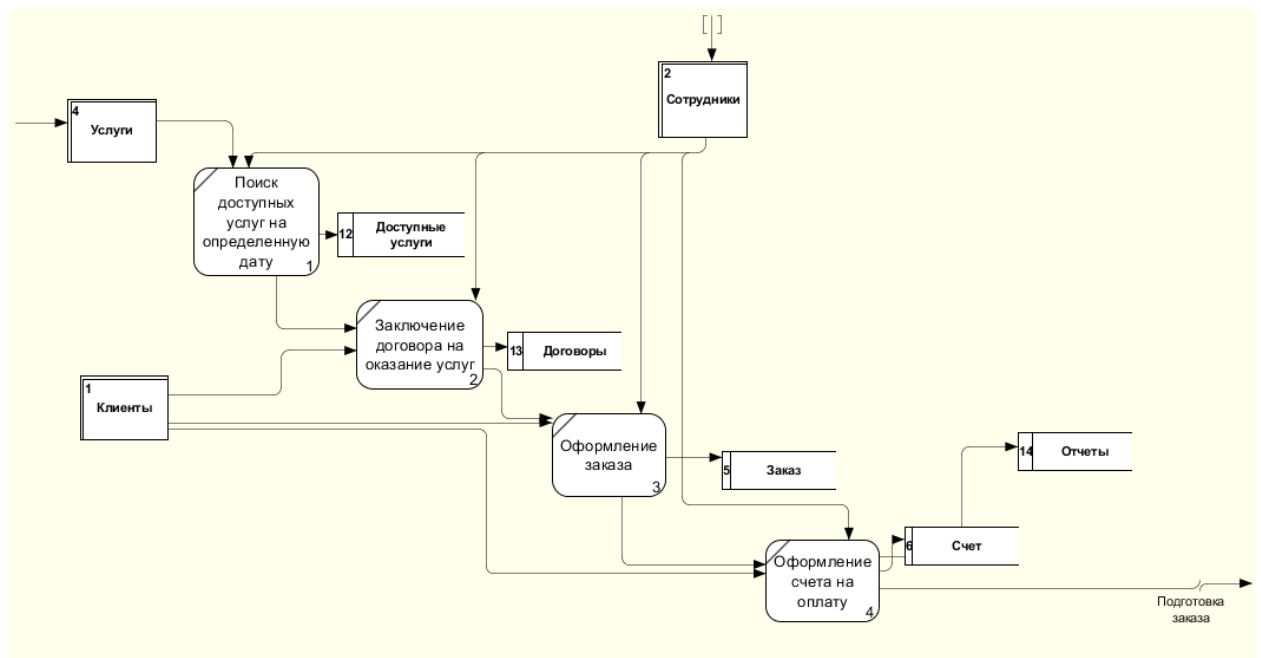 [ ]
2
Сотрудники
4
Услуги
Поиск
доступных
услуг на
определенную
дату
1
12
Доступные
услуги
Заключение
договора на
оказание услуг
2
13
Договоры
1
Клиенты
Оформление
заказа
3
5
Заказ
14
Отчеты
Оформление
счета на
оплату
4
6
Счет
Подготовка
заказа